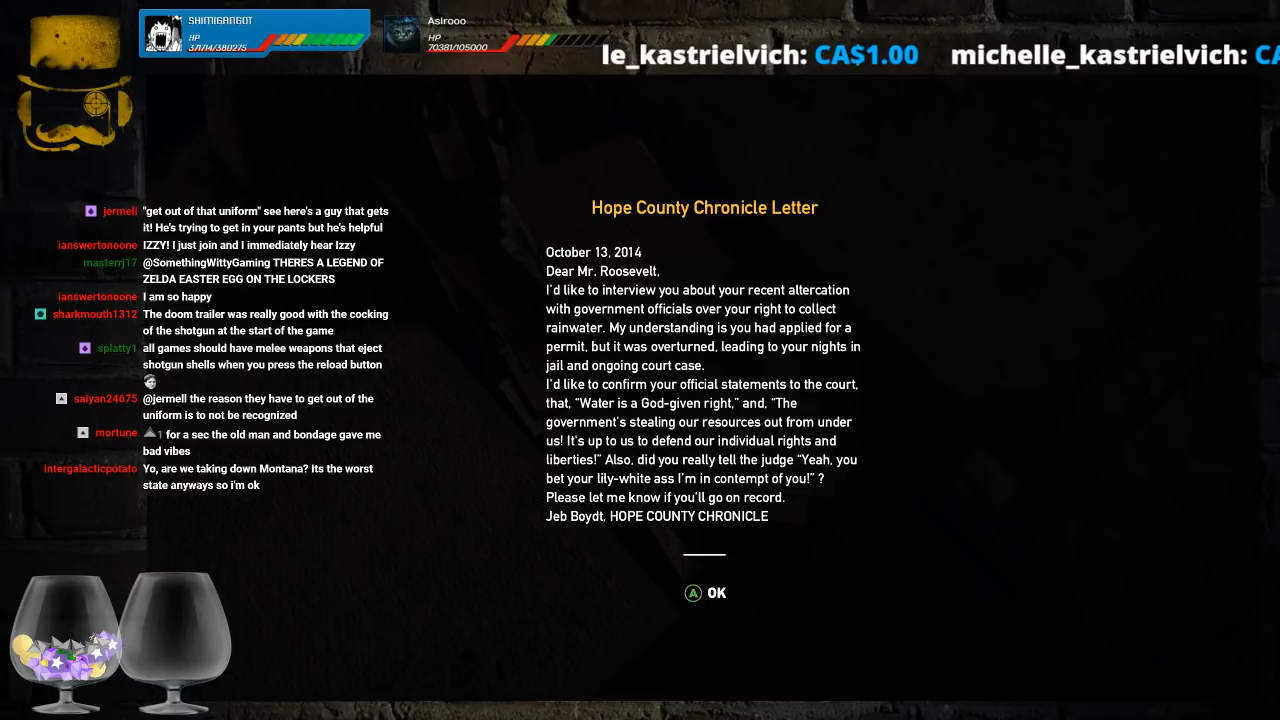 SHIMIGANGOT
HP
371714/380275
Asirooo
HP
70381/105000
le_kastrielvich: CA$1.00 michelle_kastrielvich: CA
jermell "get out of that uniform" see here's a guy that gets
it! He's trying to get in your pants but he's helpful
ianswertonoone IZZY! I just join and I immediately hear Izzy
masterrj17 @SomethingWittyGaming THERES A LEGEND OF
ZELDA EASTER EGG ON THE LOCKERS
ianswertonoone I am so happy
sharkmouth1312 The doom trailer was really good with the cocking
of the shotgun at the start of the game
splatty1 all games should have melee weapons that eject
shotgun shells when you press the reload button
saiyan24675 @jermell the reason they have to get out of the
uniform is to not be recognized
mortune 1 for a sec the old man and bondage gave me
bad vibes
intergalacticpotato Yo, are we taking down Montana? Its the worst
state anyways so i'm ok
Hope County Chronicle Letter
October 13, 2014
Dear Mr. Roosevelt,
I'd like to interview you about your recent altercation
with government officials over your right to collect
rainwater. My understanding is you had applied for a
permit, but it was overturned, leading to your nights in
jail and ongoing court case.
I'd like to confirm your official statements to the court,
that, "Water is a God-given right," and, "The
government's stealing our resources out from under
us! It's up to us to defend our individual rights and
liberties!" Also, did you really tell the judge "Yeah, you
bet your lily-white ass I'm in contempt of you!" ?
Please let me know if you'll go on record.
Jeb Boydt, HOPE COUNTY CHRONICLE
A OK